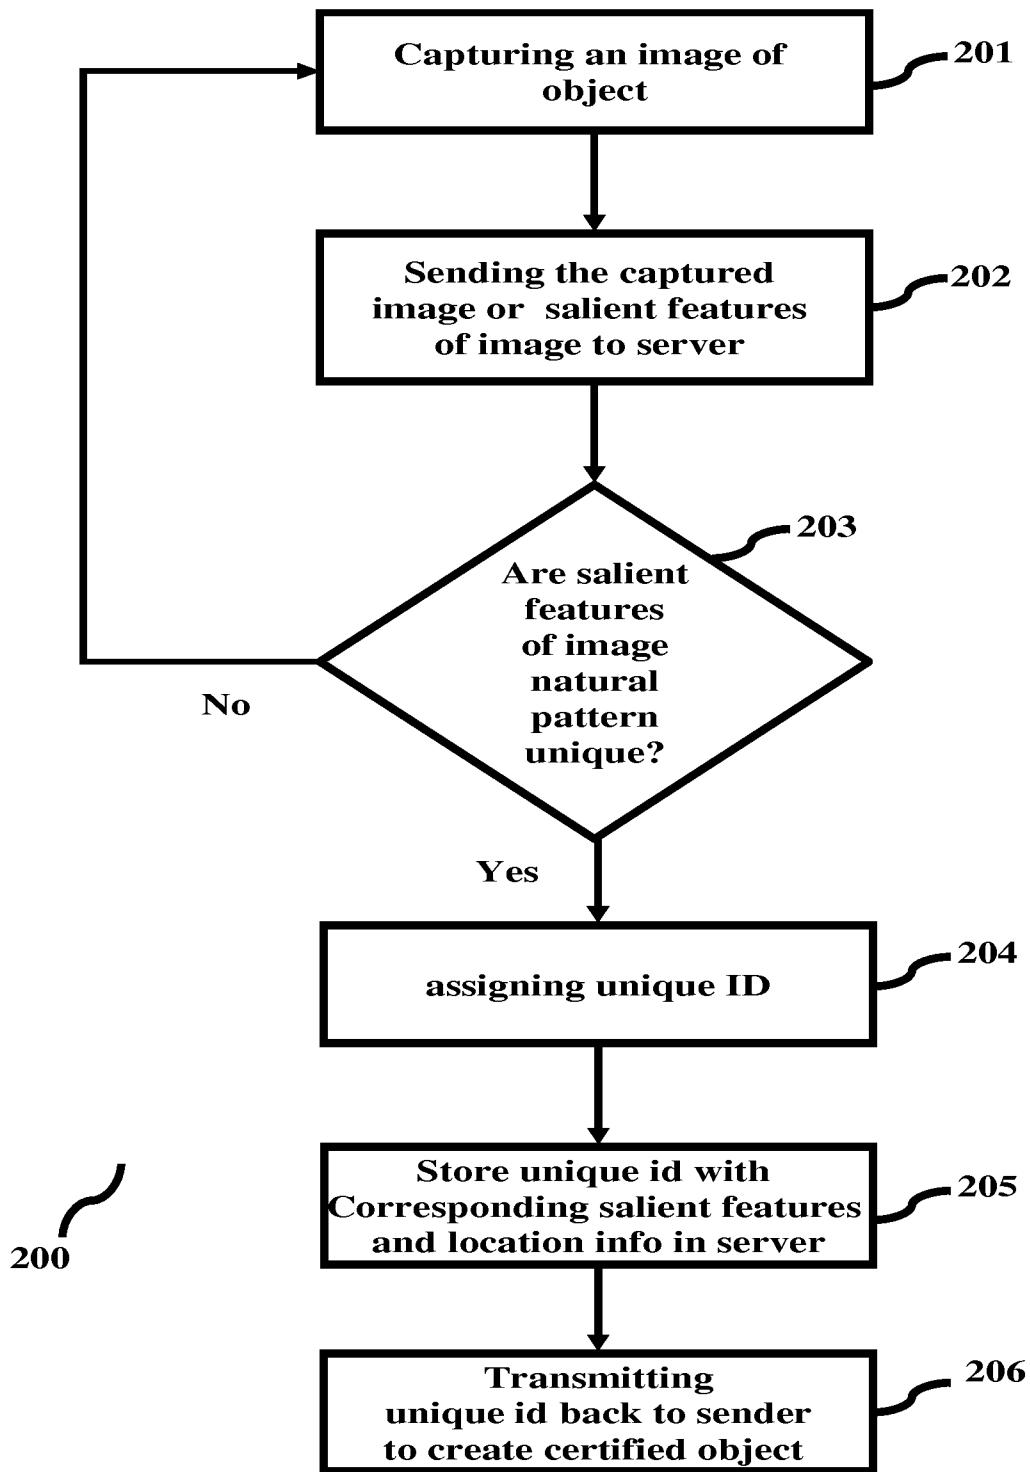 Capturing an image of
object
201
Sending the captured
image or salient features
of image to server
202
203
Are salient
features
of image
natural
pattern
unique?
No
Yes
assigning unique ID
204
Store unique id with
Corresponding salient features
and location info in server
205
200
Transmitting
unique id back to sender
to create certified object
206